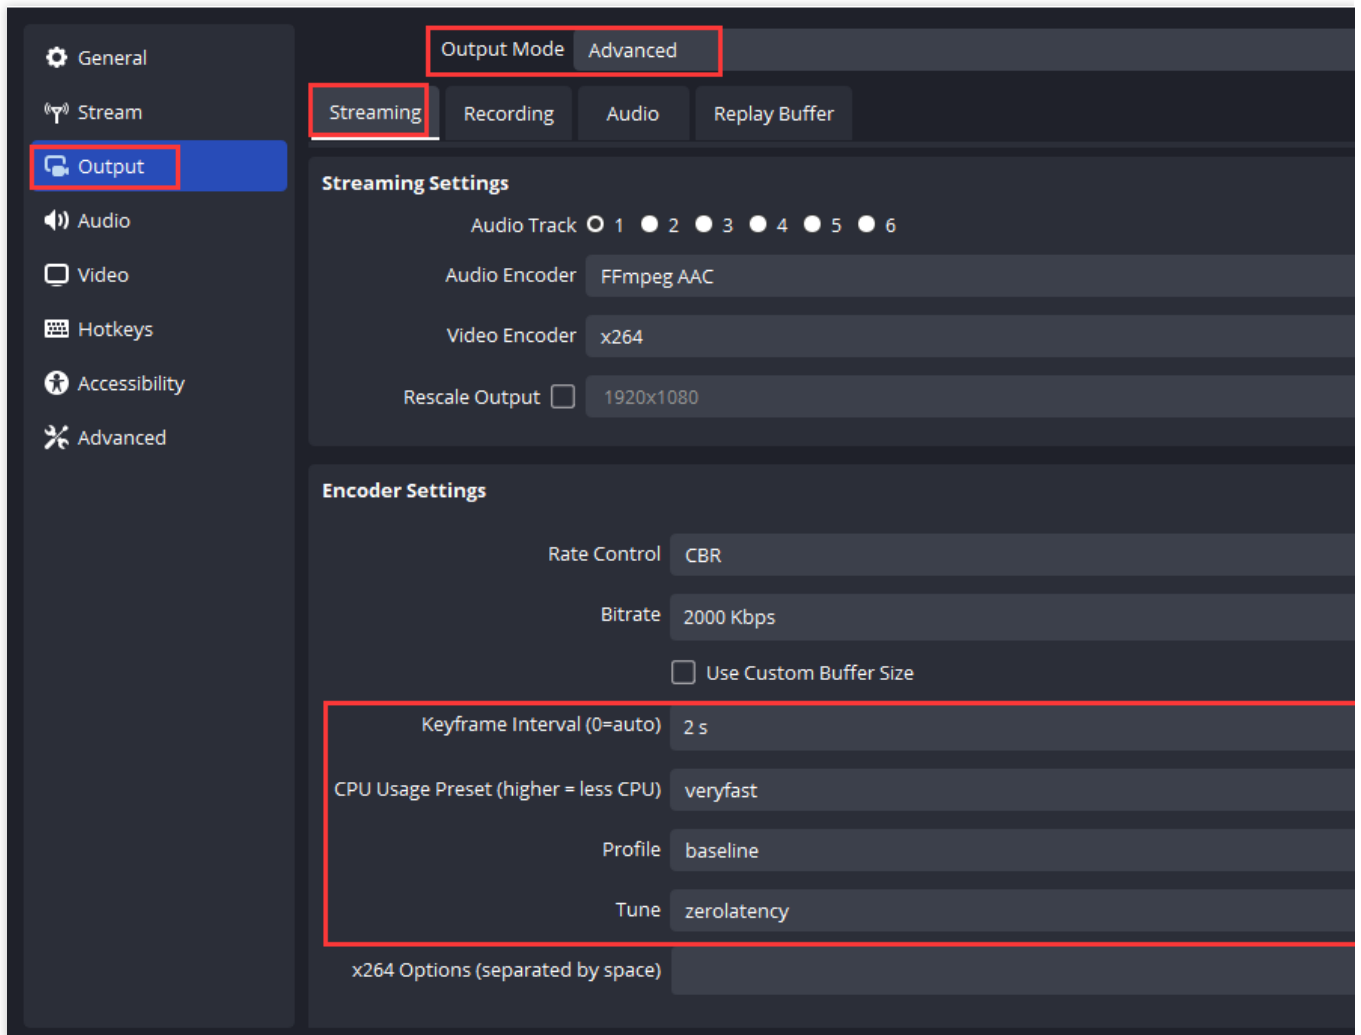 General
Stream
Output
Audio
Video
Hotkeys
Accessibility
Advanced
Output Mode Advanced
Streaming Recording Audio Replay Buffer
Streaming Settings
Audio Track 1 2 3 4 5 6
Audio Encoder FFmpeg AAC
Video Encoder x264
Rescale Output 1920x1080
Encoder Settings
Rate Control CBR
Bitrate 2000 Kbps
Use Custom Buffer Size
Keyframe Interval (0=auto) 2 s
CPU Usage Preset (higher = less CPU) veryfast
Profile baseline
Tune zerolatency
x264 Options (separated by space)